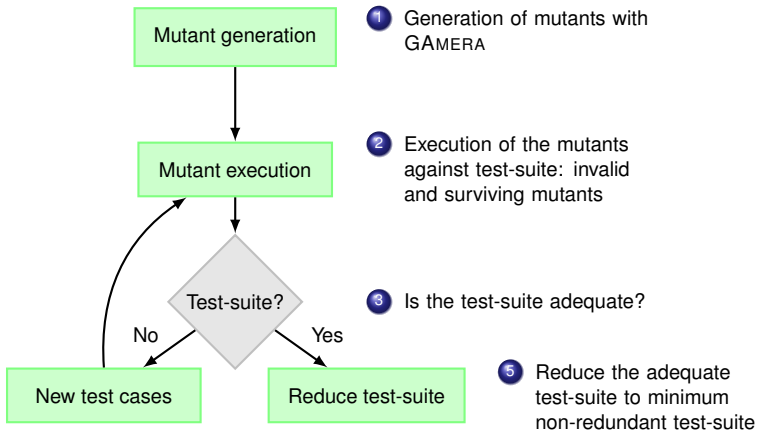 Mutant generation
1 Generation of mutants with
GAMERA
Mutant execution
2 Execution of the mutants
against test-suite: invalid
and surviving mutants
Test-suite?
3 Is the test-suite adequate?
No
Yes
New test cases
Reduce test-suite
5 Reduce the adequate
test-suite to minimum
non-redundant test-suite